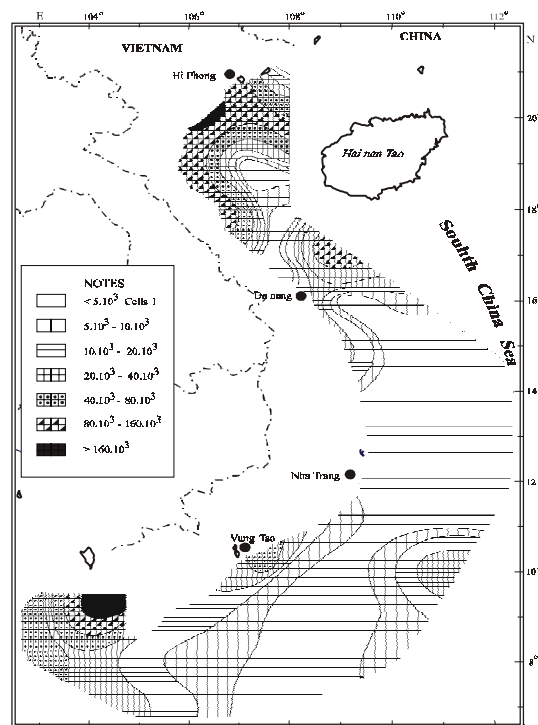 E 104° 106° 108° 110° 112°
N
VIETNAM
CHINA
Hi Phong
20°
Hai nan Tao
18°
Souhth China Sea
Da nang
16°
14°
Nha Trang
12°
Vung Tao
10°
8°
NOTES
<5.10³ Cells l
5.10³ - 10.10³
10.10³ - 20.10³
20.10³ - 40.10³
40.10³ - 80.10³
80.10³ -160.10³
> 160.10³